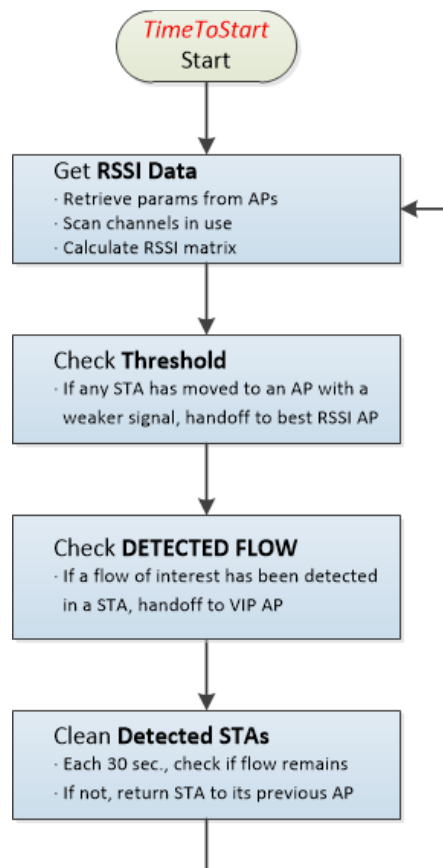 TimeToStart
Start
Get RSSI Data
· Retrieve params from APs
· Scan channels in use
· Calculate RSSI matrix
Check Threshold
· If any STA has moved to an AP with a
weaker signal, handoff to best RSSI AP
Check DETECTED FLOW
· If a flow of interest has been detected
in a STA, handoff to VIP AP
Clean Detected STAs
· Each 30 sec., check if flow remains
· If not, return STA to its previous AP